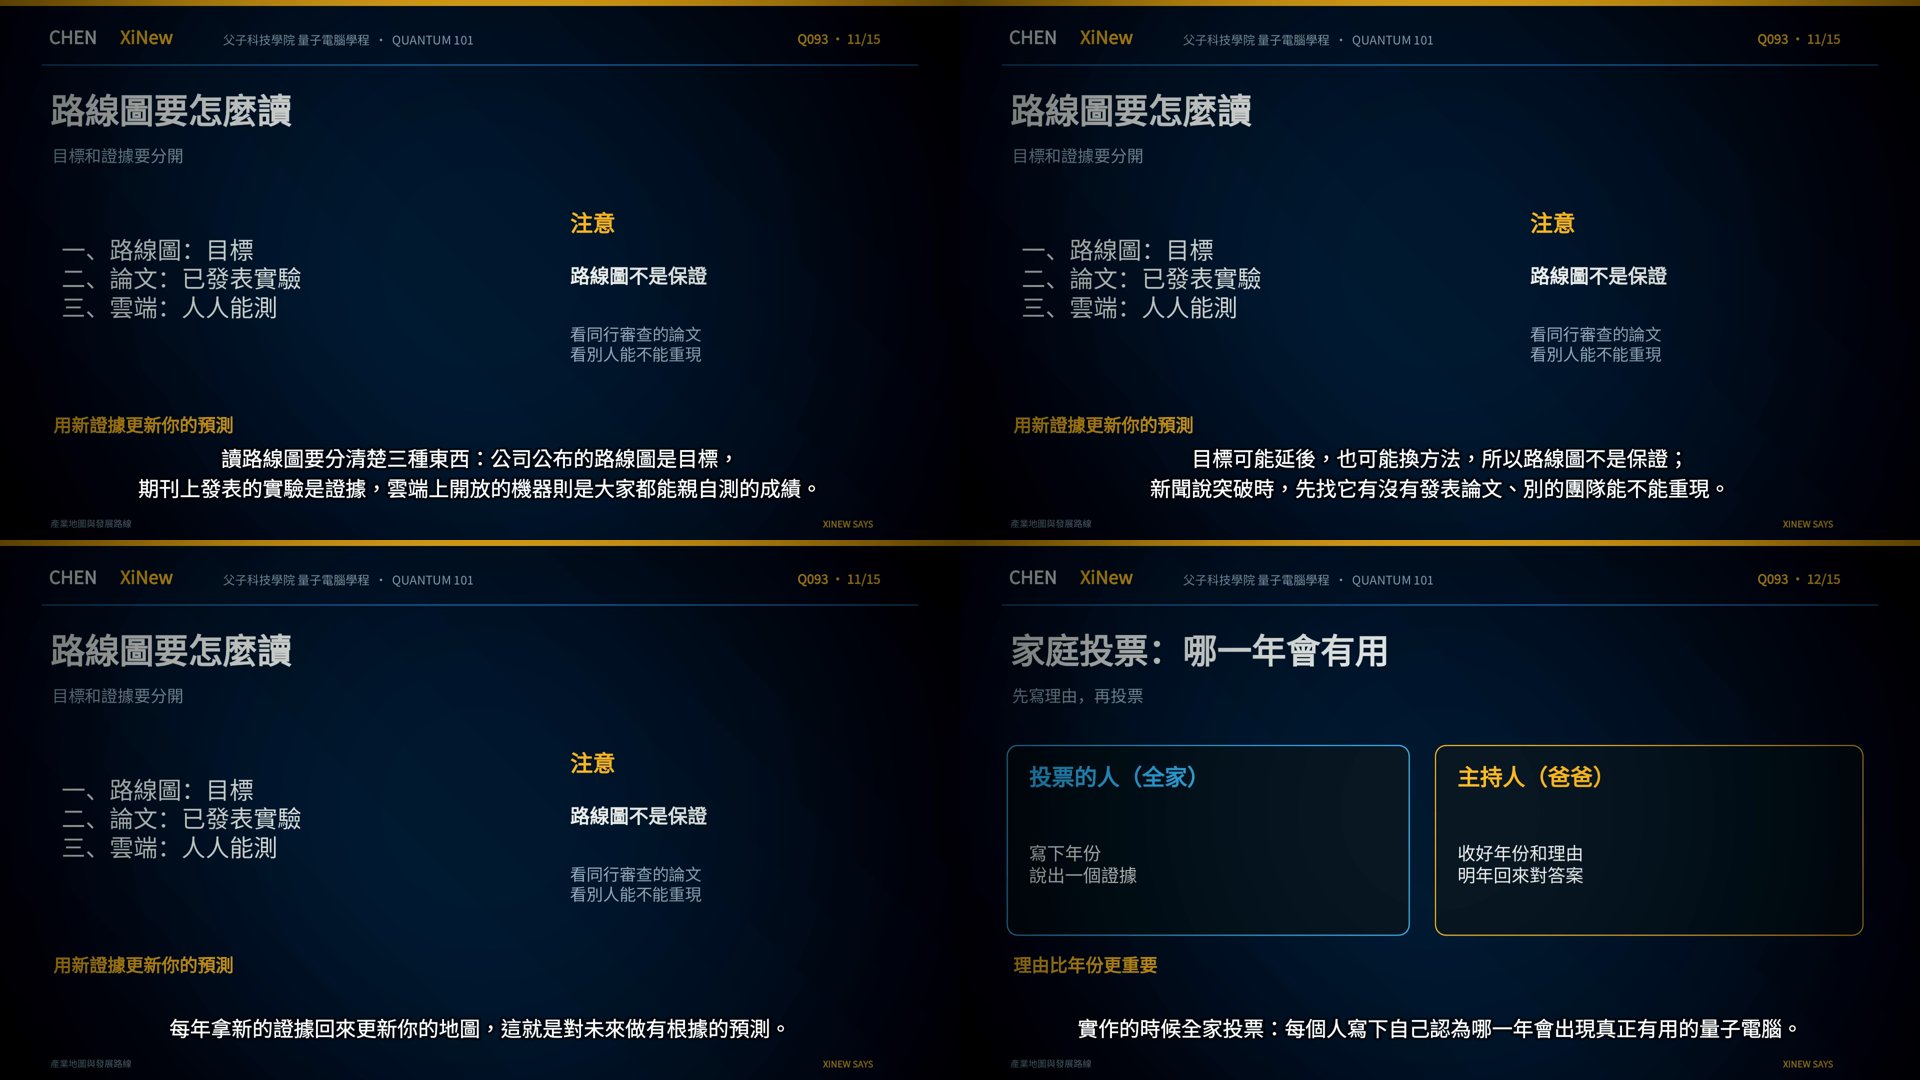 CHEN XiNew 父子科技學院 量子電腦學程 · QUANTUM 101 Q093 · 11/15
路線圖要怎麼讀
目標和證據要分開
一、路線圖：目標
二、論文：已發表實驗
三、雲端：人人能測
注意
路線圖不是保證
看同行審查的論文
看別人能不能重現
用新證據更新你的預測
讀路線圖要分清楚三種東西：公司公布的路線圖是目標，
期刊上發表的實驗是證據，雲端上開放的機器則是大家都能親自測的成績。
產業地圖與發展路線 XINEW SAYS
CHEN XiNew 父子科技學院 量子電腦學程 · QUANTUM 101 Q093 · 11/15
路線圖要怎麼讀
目標和證據要分開
一、路線圖：目標
二、論文：已發表實驗
三、雲端：人人能測
注意
路線圖不是保證
看同行審查的論文
看別人能不能重現
用新證據更新你的預測
目標可能延後，也可能換方法，所以路線圖不是保證；
新聞說突破時，先找它有沒有發表論文、別的團隊能不能重現。
產業地圖與發展路線 XINEW SAYS
CHEN XiNew 父子科技學院 量子電腦學程 · QUANTUM 101 Q093 · 11/15
路線圖要怎麼讀
目標和證據要分開
一、路線圖：目標
二、論文：已發表實驗
三、雲端：人人能測
注意
路線圖不是保證
看同行審查的論文
看別人能不能重現
用新證據更新你的預測
每年拿新的證據回來更新你的地圖，這就是對未來做有根據的預測。
產業地圖與發展路線 XINEW SAYS
CHEN XiNew 父子科技學院 量子電腦學程 · QUANTUM 101 Q093 · 12/15
家庭投票：哪一年會有用
先寫理由，再投票
投票的人（全家）
寫下年份
說出一個證據
主持人（爸爸）
收好年份和理由
明年回來對答案
理由比年份更重要
實作的時候全家投票：每個人寫下自己認為哪一年會出現真正有用的量子電腦。
產業地圖與發展路線 XINEW SAYS